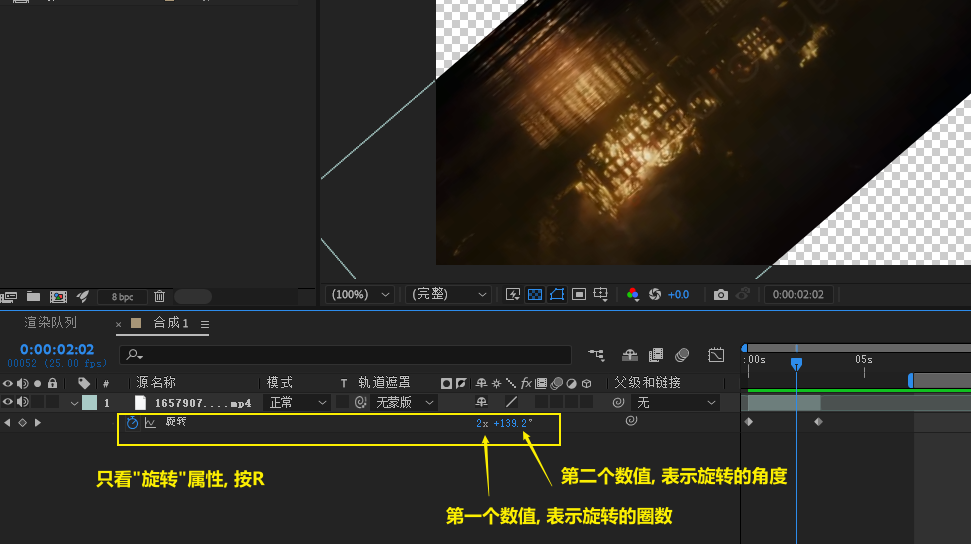 8 bpc
(100%)
(完整)
+0.0
0:00:02:02
渲染队列
× 合成 1 ≡
0:00:02:02
00052 (25.00 fps)
:00s
05s
# 源名称
模式
T 轨道遮罩
fx
父级和链接
1
1657907....mp4
正常
无蒙版
无
旋转
2x +139.2°
只看"旋转"属性, 按R
第二个数值, 表示旋转的角度
第一个数值, 表示旋转的圈数